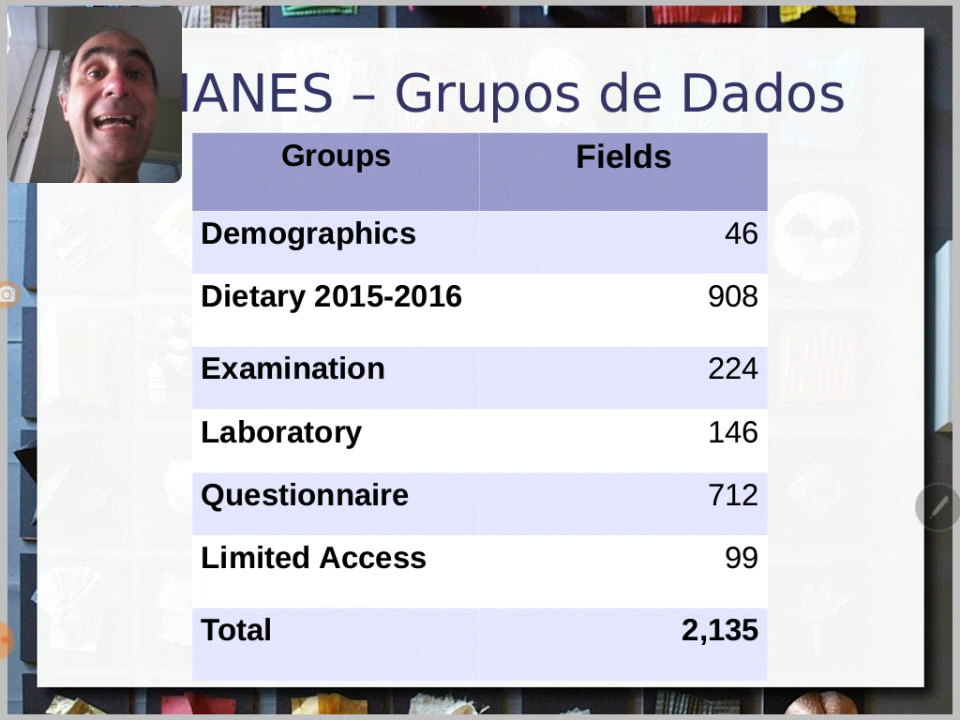 HANES – Grupos de Dados
Groups Fields
Demographics 46
Dietary 2015-2016 908
Examination 224
Laboratory 146
Questionnaire 712
Limited Access 99
Total 2,135